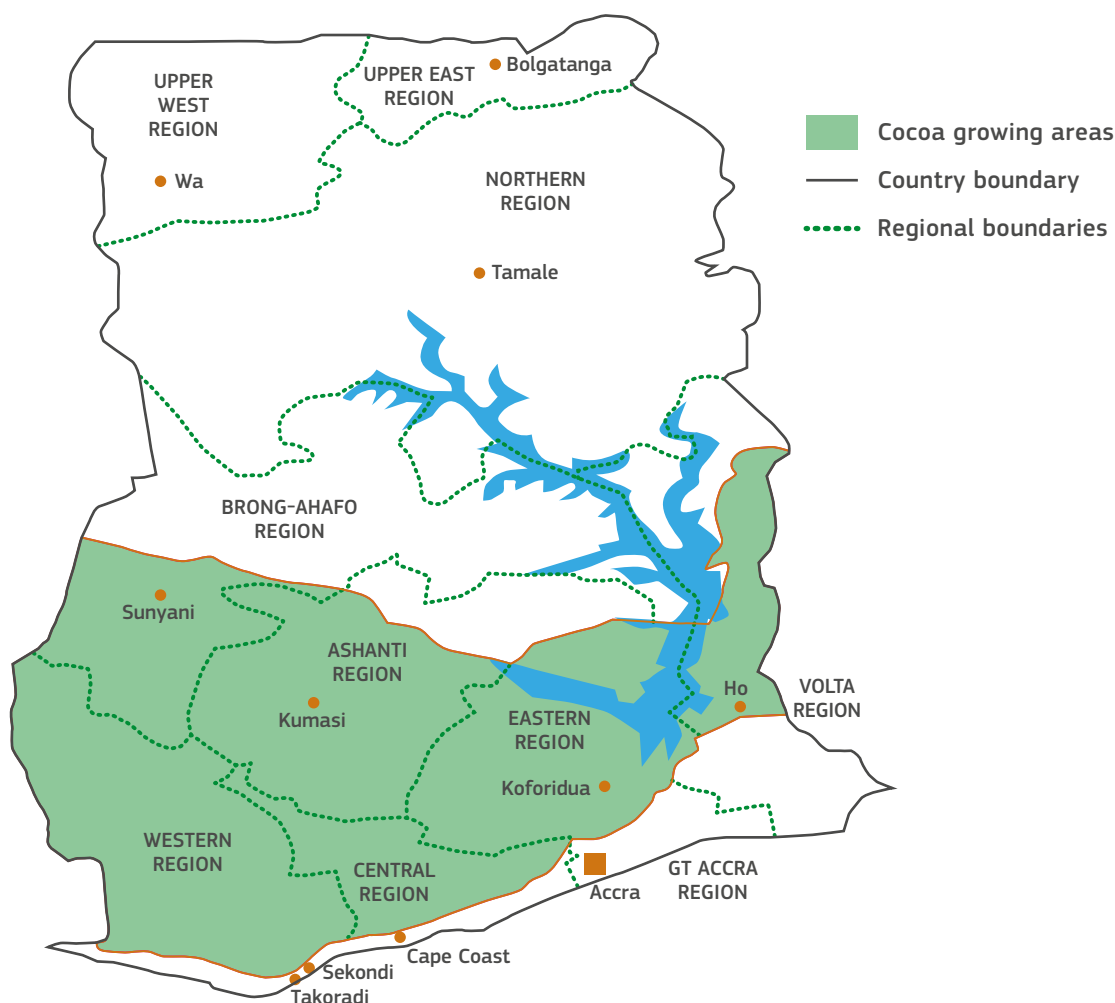 Bolgatanga
UPPER EAST
REGION
UPPER
WEST
REGION
Wa
NORTHERN
REGION
Tamale
Cocoa growing areas
Country boundary
Regional boundaries
BRONG-AHAFO
REGION
Sunyani
ASHANTI
REGION
Kumasi
EASTERN
REGION
Ho
VOLTA
REGION
Koforidua
WESTERN
REGION
CENTRAL
REGION
Accra
GT ACCRA
REGION
Cape Coast
Sekondi
Takoradi